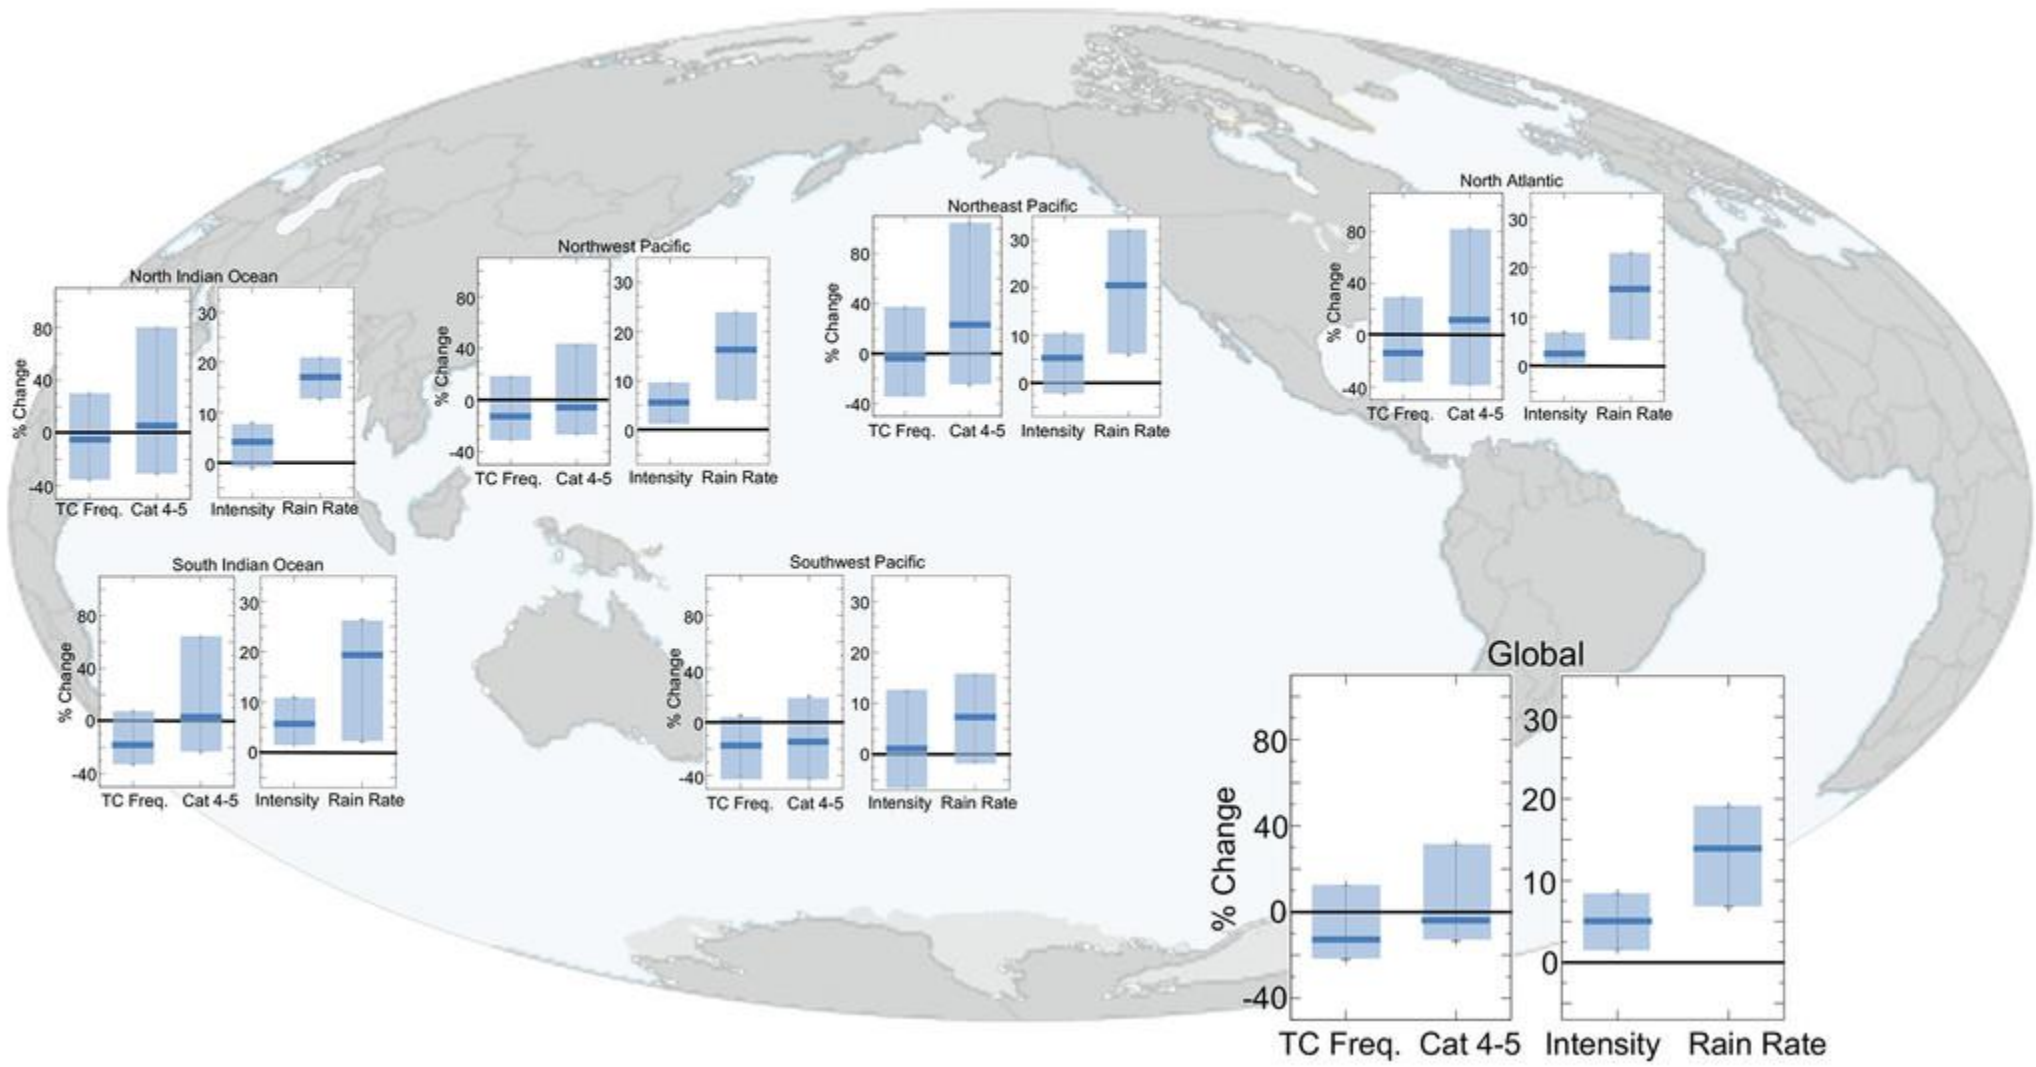 North Atlantic
% Change
80
40
0
-40
30
20
10
0
TC Freq. Cat 4-5 Intensity Rain Rate
Northeast Pacific
% Change
80
40
0
-40
30
20
10
0
TC Freq. Cat 4-5 Intensity Rain Rate
Northwest Pacific
% Change
80
40
0
-40
30
20
10
0
TC Freq. Cat 4-5 Intensity Rain Rate
North Indian Ocean
% Change
80
40
0
-40
30
20
10
0
TC Freq. Cat 4-5 Intensity Rain Rate
South Indian Ocean
% Change
80
40
0
-40
30
20
10
0
TC Freq. Cat 4-5 Intensity Rain Rate
Southwest Pacific
% Change
80
40
0
-40
30
20
10
0
TC Freq. Cat 4-5 Intensity Rain Rate
Global
% Change
80
40
0
-40
30
20
10
0
TC Freq. Cat 4-5 Intensity Rain Rate